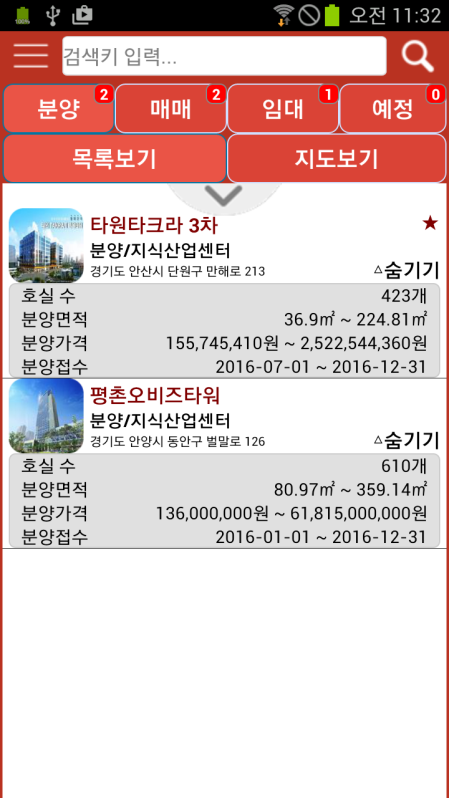 100%
오전 11:32
검색키 입력...
분양 2 매매 2 임대 1 예정 0
목록보기 지도보기
타원타크라 3차 ★
분양/지식산업센터
경기도 안산시 단원구 만해로 213 △숨기기
호실 수 423개
분양면적 36.9㎡ ~ 224.81㎡
분양가격 155,745,410원 ~ 2,522,544,360원
분양접수 2016-07-01 ~ 2016-12-31
평촌오비즈타워
분양/지식산업센터
경기도 안양시 동안구 벌말로 126 △숨기기
호실 수 610개
분양면적 80.97㎡ ~ 359.14㎡
분양가격 136,000,000원 ~ 61,815,000,000원
분양접수 2016-01-01 ~ 2016-12-31